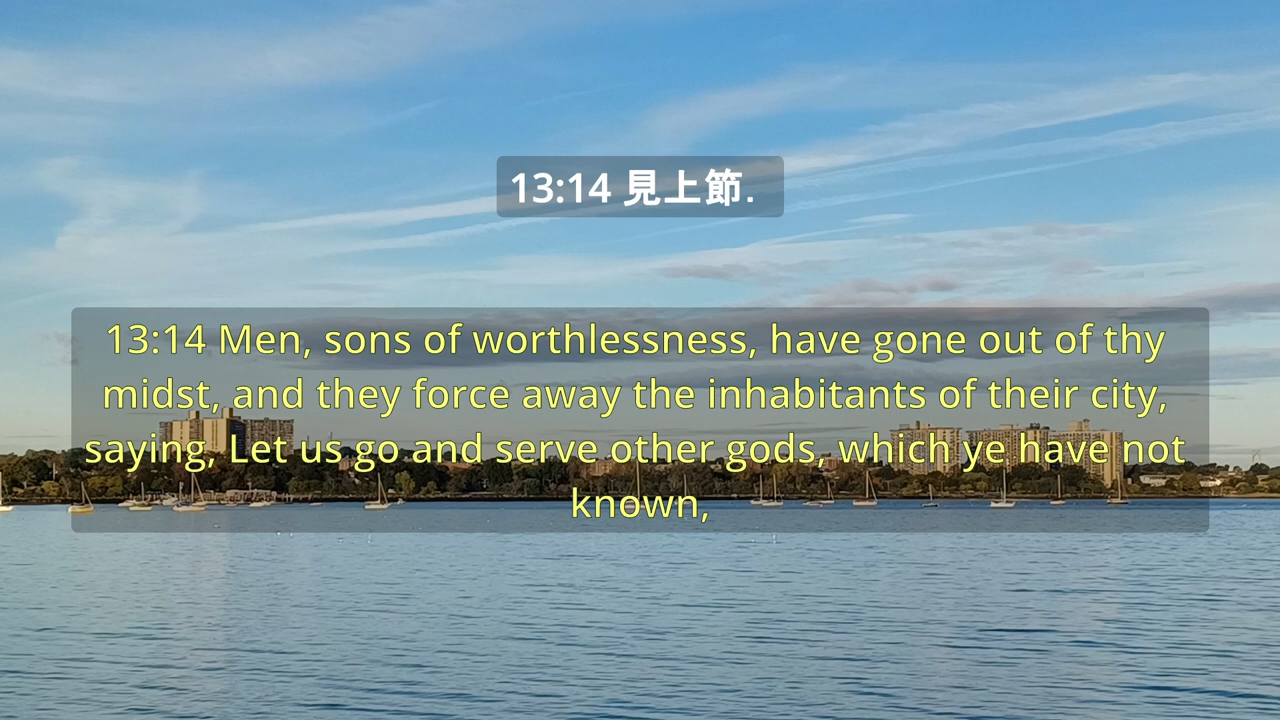 13:14 見上節.
13:14 Men, sons of worthlessness, have gone out of thy
midst, and they force away the inhabitants of their city,
saying, Let us go and serve other gods, which ye have not
known,